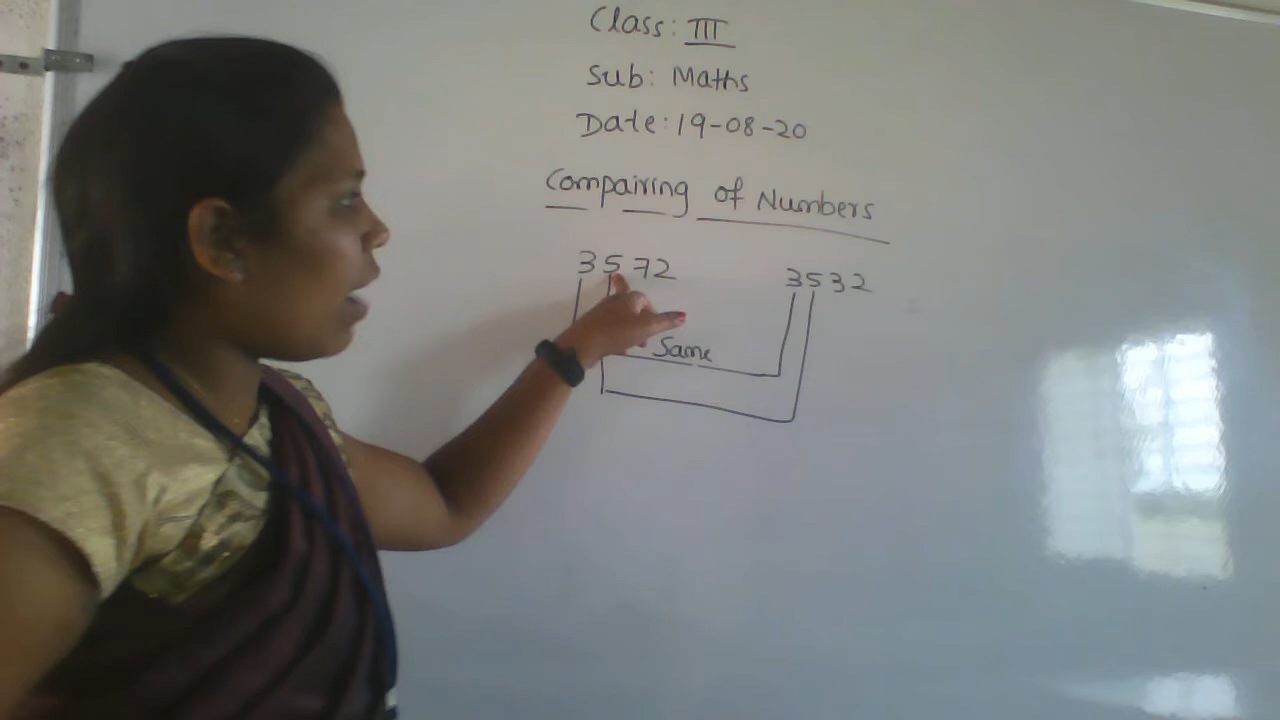 Class: III
Sub: Maths
Date: 19-08-20
Compairing of Numbers
3572 3532
Same